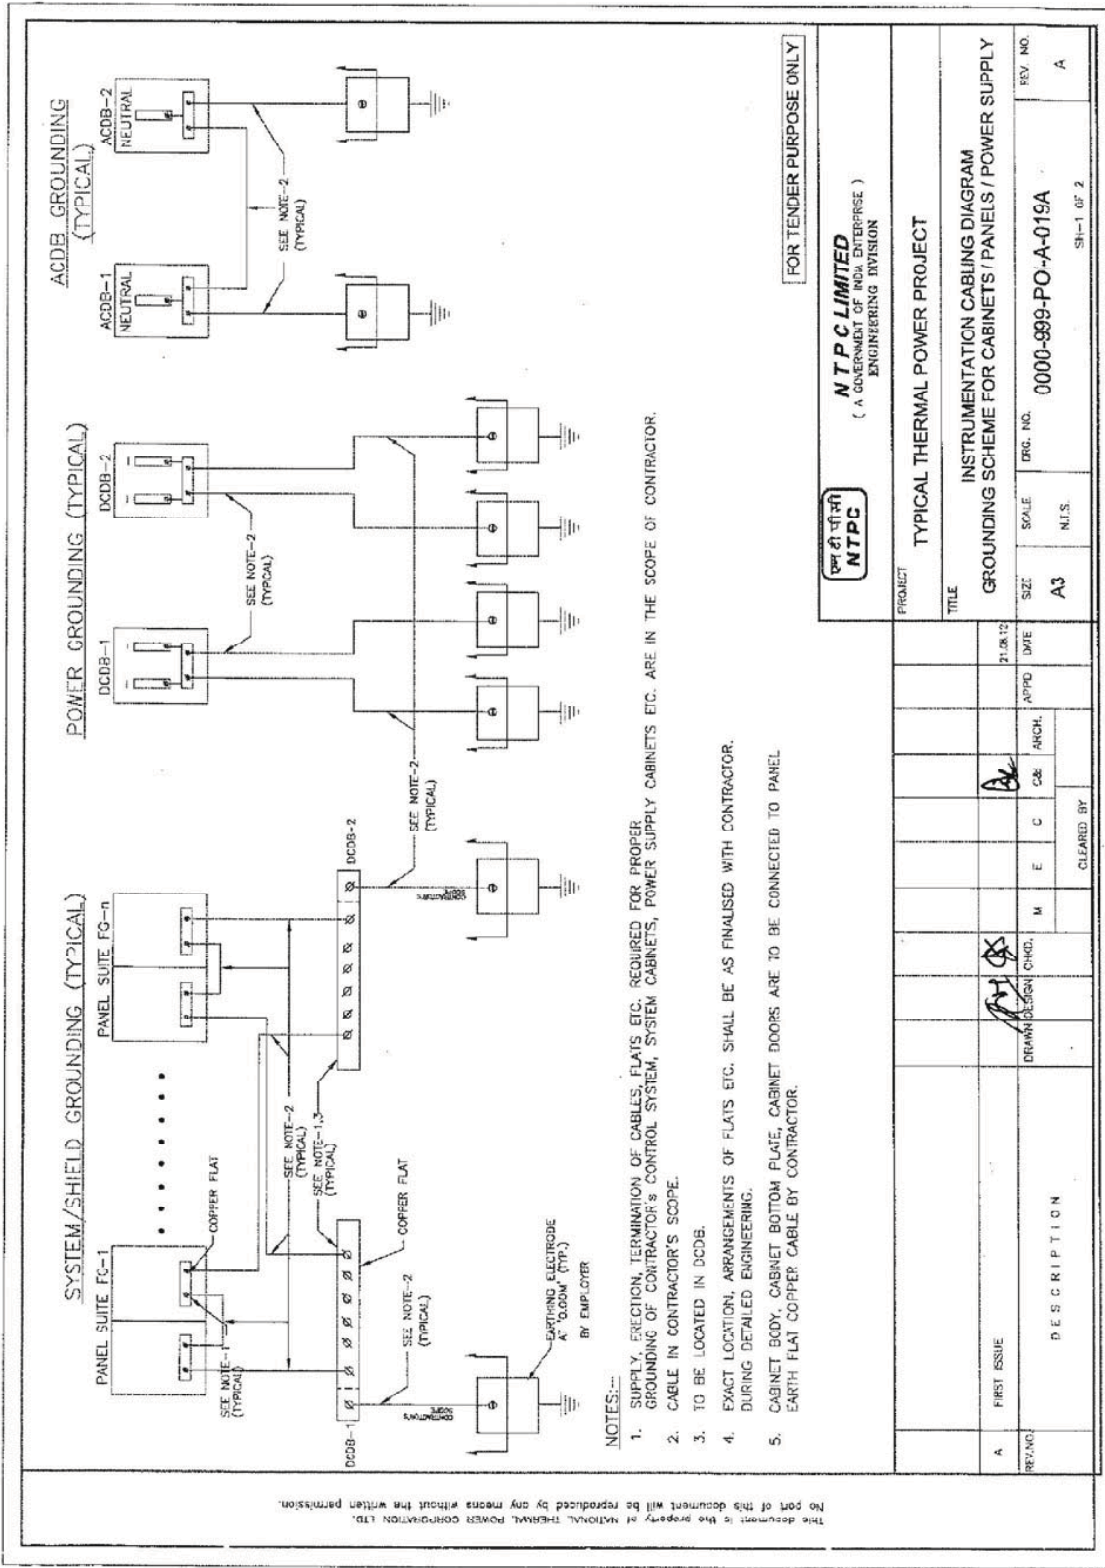 SYSTEM/SHIELD GROUNDING (TYPICAL)
PANEL SUITE FG-1
COPPER FLAT
SEE NOTE-1
(TYPICAL)
PANEL SUITE FG-n
SEE NOTE-2
(TYPICAL)
SEE NOTE-1,3
(TYPICAL)
DCDB-1
COPPER FLAT
DCDB-2
CONTRACTOR'S
SCOPE
SEE NOTE-2
(TYPICAL)
CONTRACTOR'S
SCOPE
SEE NOTE-2
(TYPICAL)
EARTHING ELECTRODE
AT "0.00M" (TYP.)
BY EMPLOYER
POWER GROUNDING (TYPICAL)
DCDB-1
DCDB-2
SEE NOTE-2
(TYPICAL)
ACDB GROUNDING
(TYPICAL)
ACDB-1
NEUTRAL
ACDB-2
NEUTRAL
SEE NOTE-2
(TYPICAL)
NOTES:--
1. SUPPLY, ERECTION, TERMINATION OF CABLES, FLATS ETC. REQUIRED FOR PROPER
GROUNDING OF CONTRACTOR's CONTROL SYSTEM, SYSTEM CABINETS, POWER SUPPLY CABINETS ETC. ARE IN THE SCOPE OF CONTRACTOR.
2. CABLE IN CONTRACTOR'S SCOPE.
3. TO BE LOCATED IN DCDB.
4. EXACT LOCATION, ARRANGEMENTS OF FLATS ETC. SHALL BE AS FINALISED WITH CONTRACTOR.
DURING DETAILED ENGINEERING.
5. CABINET BODY, CABINET BOTTOM PLATE, CABINET DOORS ARE TO BE CONNECTED TO PANEL
EARTH FLAT COPPER CABLE BY CONTRACTOR.
FOR TENDER PURPOSE ONLY
एन टी पी सी
NTPC
NTPC LIMITED
( A GOVERNMENT OF INDIA ENTERPRISE )
ENGINEERING DIVISION
PROJECT
TYPICAL THERMAL POWER PROJECT
TITLE
INSTRUMENTATION CABLING DIAGRAM
GROUNDING SCHEME FOR CABINETS / PANELS / POWER SUPPLY
SIZE
A3
SCALE
N.T.S.
DRG. NO.
0000-999-PO-A-019A
SH-1 OF 2
REV. NO.
A
A
FIRST ISSUE
21.08.12
REV.NO.
DESCRIPTION
DRAWN
DESIGN
CHKD.
M
E
C
C&I
ARCH.
CLEARED BY
APPD
DATE
This document is the property of NATIONAL THERMAL POWER CORPORATION LTD.
No part of this document will be reproduced by any means without the written permission.